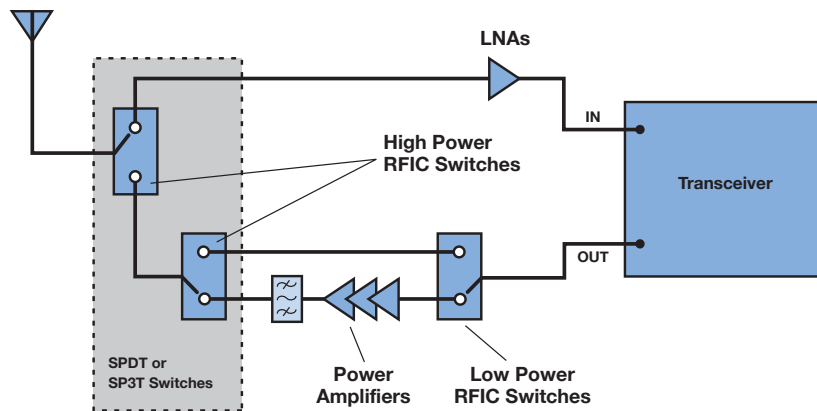 LNAs
IN
High Power
RFIC Switches
Transceiver
OUT
SPDT or
SP3T Switches
Power
Amplifiers
Low Power
RFIC Switches